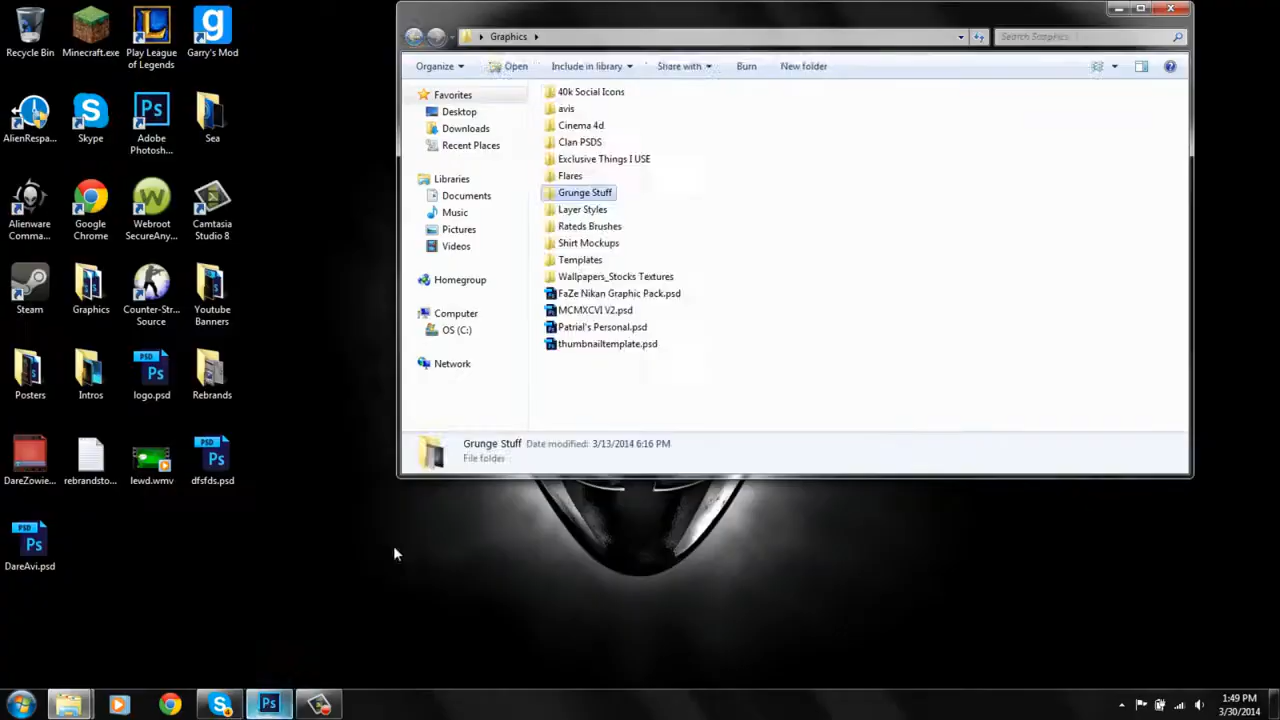 Recycle Bin
Minecraft.exe
Play League of Legends
Garry's Mod
AlienRespa...
Skype
Adobe Photosh...
Sea
Alienware Comma...
Google Chrome
Webroot SecureAny...
Camtasia Studio 8
Steam
Graphics
Counter-Str... Source
Youtube Banners
Posters
Intros
logo.psd
Rebrands
DareZowie...
rebrandsto...
lewd.wmv
dfsfds.psd
DareAvi.psd
Graphics
Search Graphics
Organize
Open
Include in library
Share with
Burn
New folder
Favorites
Desktop
Downloads
Recent Places
Libraries
Documents
Music
Pictures
Videos
Homegroup
Computer
OS (C:)
Network
40k Social Icons
avis
Cinema 4d
Clan PSDS
Exclusive Things I USE
Flares
Grunge Stuff
Layer Styles
Rateds Brushes
Shirt Mockups
Templates
Wallpapers_Stocks Textures
FaZe Nikan Graphic Pack.psd
MCMXCVI V2.psd
Patrial's Personal.psd
thumbnailtemplate.psd
Grunge Stuff Date modified: 3/13/2014 6:16 PM
File folder
1:49 PM
3/30/2014